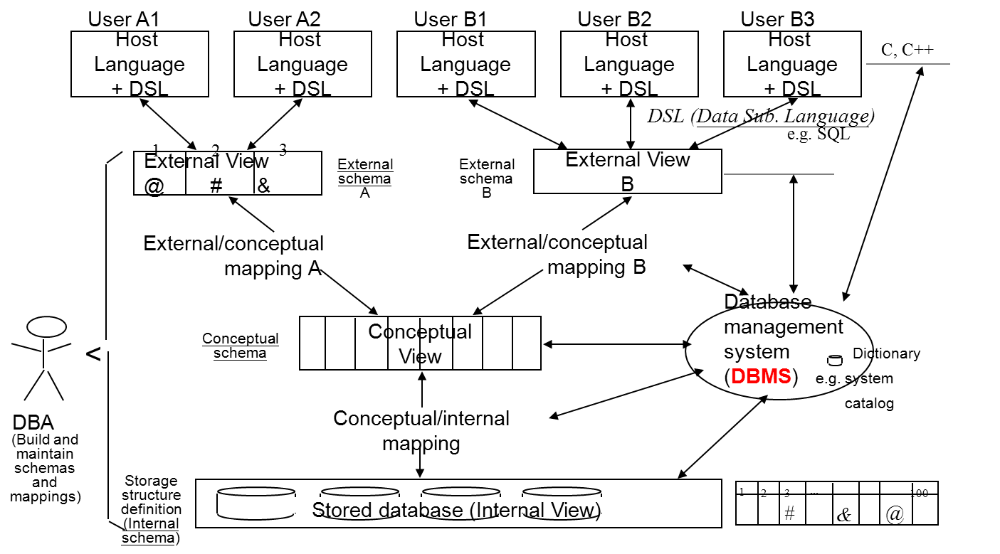 User A1
User A2
User B1
User B2
User B3
Host
Language
+ DSL
Host
Language
+ DSL
Host
Language
+ DSL
Host
Language
+ DSL
Host
Language
+ DSL
C, C++
DSL (Data Sub. Language)
e.g. SQL
1 2 3
External View
@ # &
External
schema
A
External
schema
B
External View
B
External/conceptual
mapping A
External/conceptual
mapping B
Conceptual
schema
Conceptual
View
Database
management
system
(DBMS)
Dictionary
e.g. system
catalog
<
DBA
(Build and
maintain
schemas
and
mappings)
Conceptual/internal
mapping
Storage
structure
definition
(Internal
schema)
Stored database (Internal View)
1 2 3 ... 100
# & @